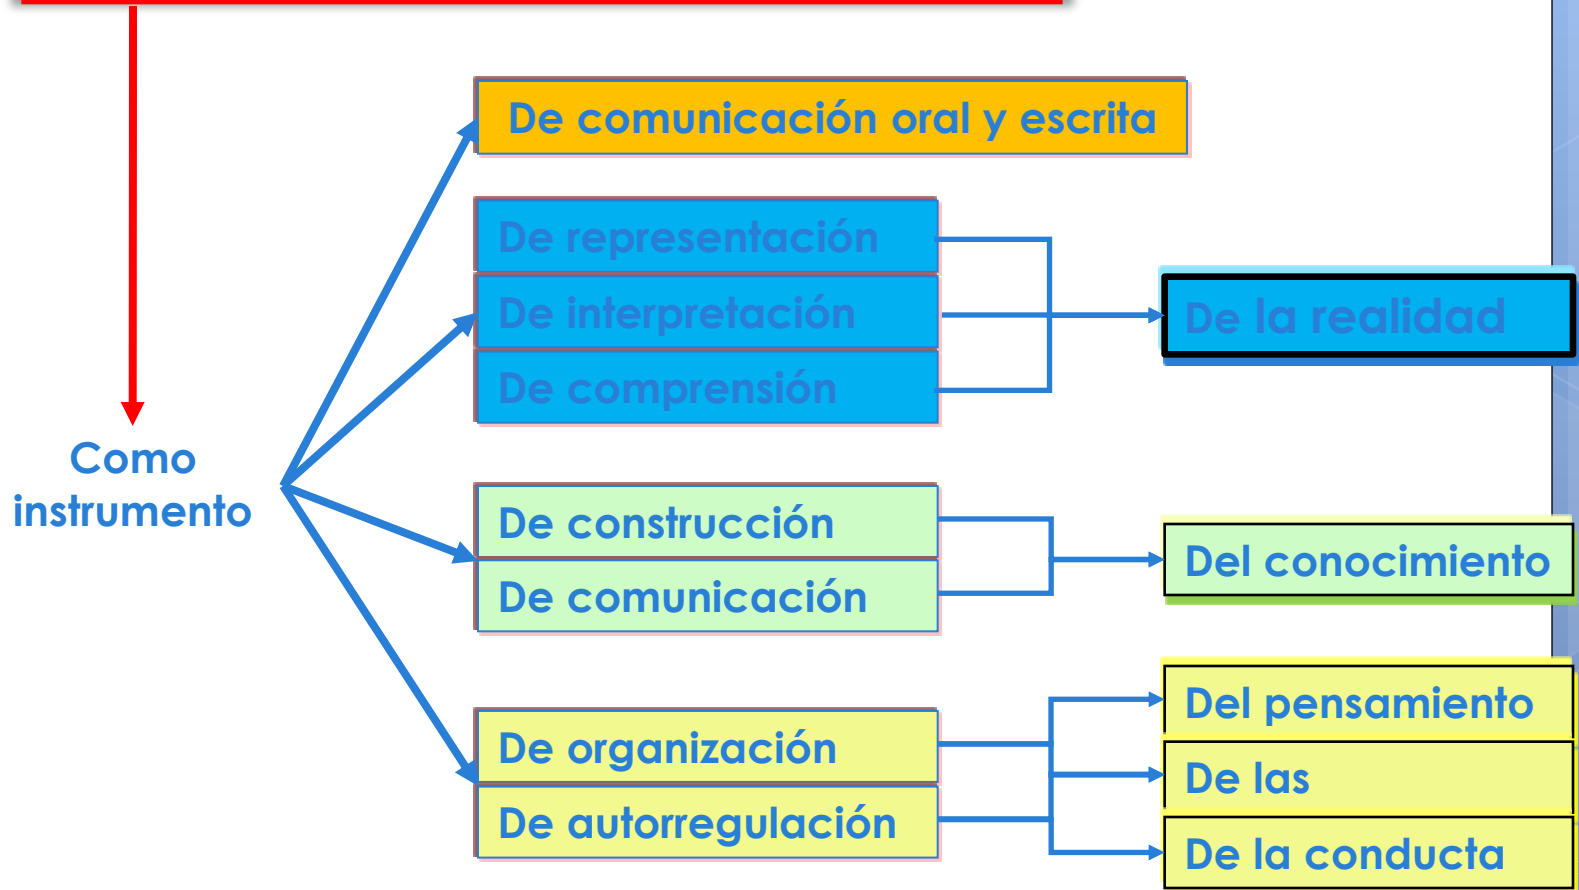 De comunicación oral y escrita
De representación
De interpretación
De comprensión
De la realidad
Como
instrumento
De construcción
De comunicación
Del conocimiento
De organización
De autorregulación
Del pensamiento
De las
De la conducta